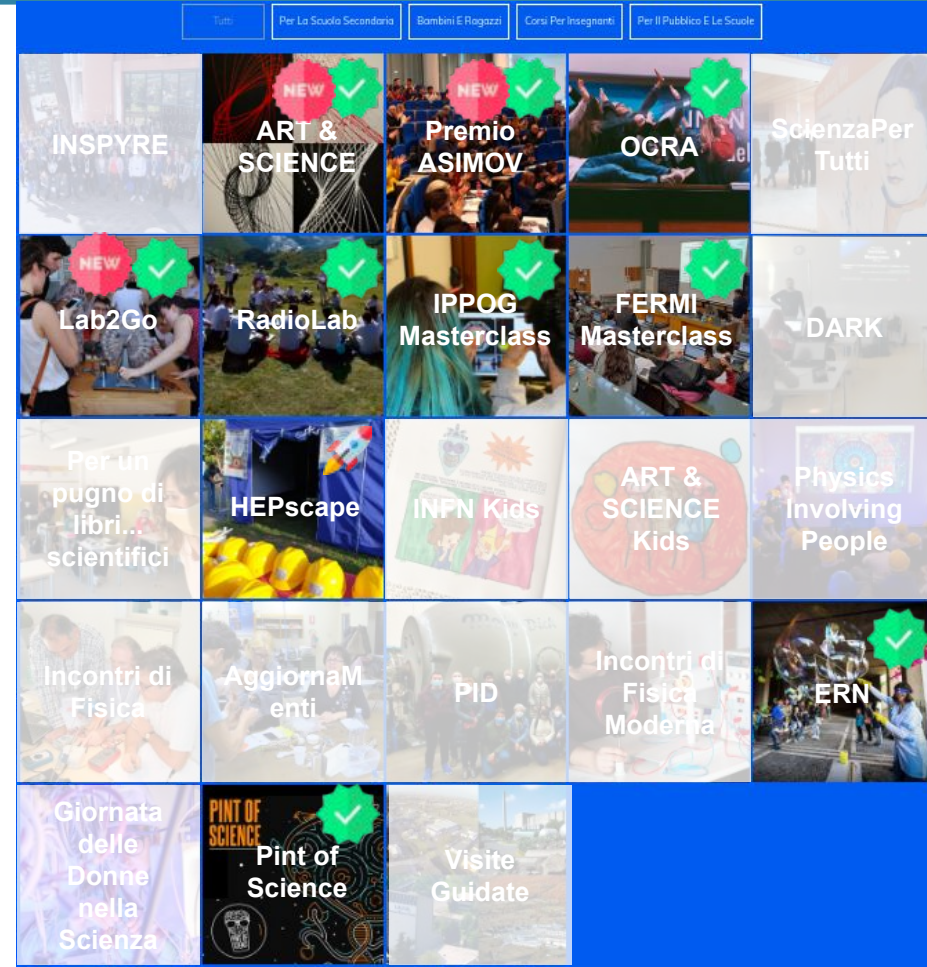 Tutti
Per La Scuola Secondaria
Bambini E Ragazzi
Corsi Per Insegnanti
Per Il Pubblico E Le Scuole
INSPYRE
NEW
ART &
SCIENCE
NEW
Premio
ASIMOV
OCRA
ScienzaPer
Tutti
NEW
Lab2Go
RadioLab
IPPOG
Masterclass
FERMI
Masterclass
DARK
Per un
pugno di
libri...
scientifici
HEPscape
INFN Kids
ART &
SCIENCE
Kids
Physics
Involving
People
Incontri di
Fisica
AggiornaM
enti
PID
Incontri di
Fisica
Moderna
ERN
Giornata
delle
Donne
nella
Scienza
PINT OF
SCIENCE
Pint of
Science
PINT OF
SCIENCE
Visite
Guidate